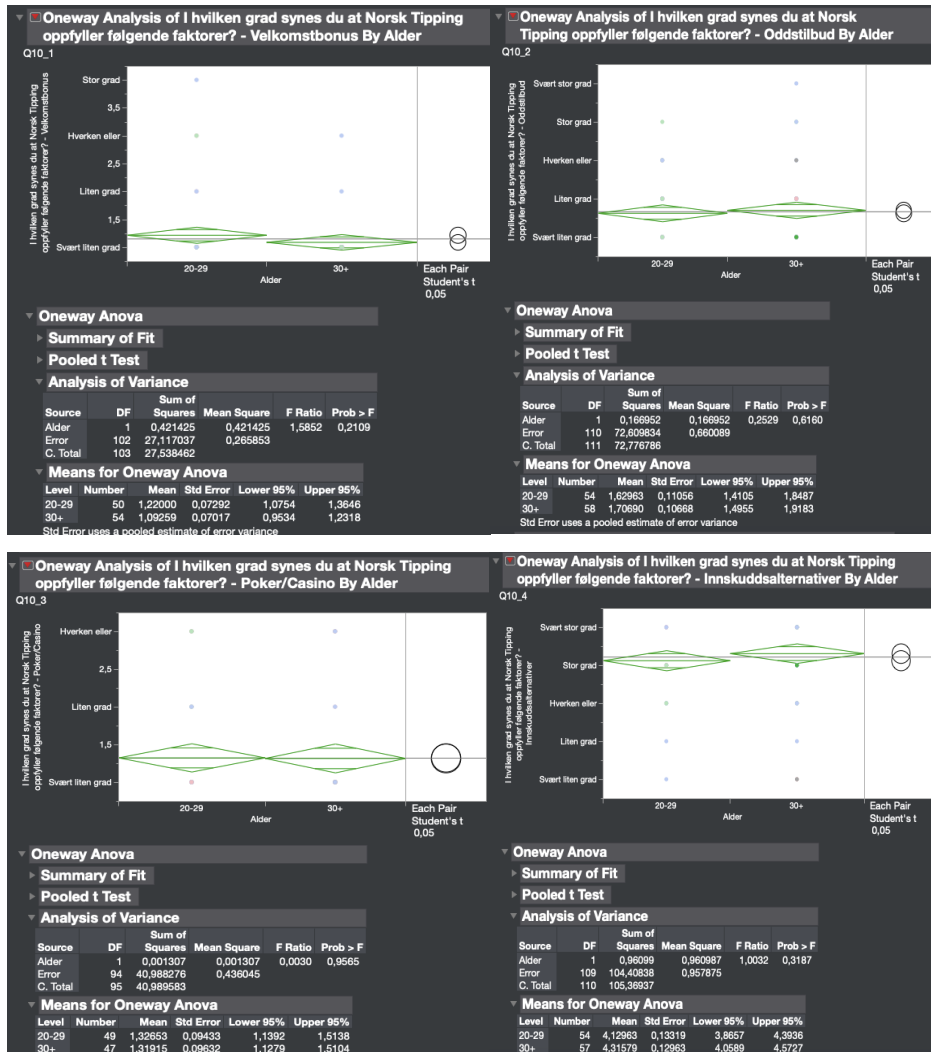 Oneway Analysis of I hvilken grad synes du at Norsk Tipping
oppfyller følgende faktorer? - Velkomstbonus By Alder
Q10_1
I hvilken grad synes du at Norsk Tipping
oppfyller følgende faktorer? - Velkomstbonus
Stor grad
3,5
Hverken eller
2,5
Liten grad
1,5
Svært liten grad
20-29
30+
Alder
Each Pair
Student's t
0,05
Oneway Anova
Summary of Fit
Pooled t Test
Analysis of Variance
Sum of
Source DF Squares Mean Square F Ratio Prob > F
Alder 1 0,421425 0,421425 1,5852 0,2109
Error 102 27,117037 0,265853
C. Total 103 27,538462
Means for Oneway Anova
Level Number Mean Std Error Lower 95% Upper 95%
20-29 50 1,22000 0,07292 1,0754 1,3646
30+ 54 1,09259 0,07017 0,9534 1,2318
Std Error uses a pooled estimate of error variance
Oneway Analysis of I hvilken grad synes du at Norsk
Tipping oppfyller følgende faktorer? - Oddstilbud By Alder
Q10_2
I hvilken grad synes du at Norsk Tipping
oppfyller følgende faktorer? - Oddstilbud
Svært stor grad
Stor grad
Hverken eller
Liten grad
Svært liten grad
20-29
30+
Alder
Each Pair
Student's t
0,05
Oneway Anova
Summary of Fit
Pooled t Test
Analysis of Variance
Sum of
Source DF Squares Mean Square F Ratio Prob > F
Alder 1 0,166952 0,166952 0,2529 0,6160
Error 110 72,609834 0,660089
C. Total 111 72,776786
Means for Oneway Anova
Level Number Mean Std Error Lower 95% Upper 95%
20-29 54 1,62963 0,11056 1,4105 1,8487
30+ 58 1,70690 0,10668 1,4955 1,9183
Std Error uses a pooled estimate of error variance
Oneway Analysis of I hvilken grad synes du at Norsk Tipping
oppfyller følgende faktorer? - Poker/Casino By Alder
Q10_3
I hvilken grad synes du at Norsk Tipping
oppfyller følgende faktorer? - Poker/Casino
Hverken eller
2,5
Liten grad
1,5
Svært liten grad
20-29
30+
Alder
Each Pair
Student's t
0,05
Oneway Anova
Summary of Fit
Pooled t Test
Analysis of Variance
Sum of
Source DF Squares Mean Square F Ratio Prob > F
Alder 1 0,001307 0,001307 0,0030 0,9565
Error 94 40,988276 0,436045
C. Total 95 40,989583
Means for Oneway Anova
Level Number Mean Std Error Lower 95% Upper 95%
20-29 49 1,32653 0,09433 1,1392 1,5138
30+ 47 1,31915 0,09632 1,1279 1,5104
Oneway Analysis of I hvilken grad synes du at Norsk Tipping
oppfyller følgende faktorer? - Innskuddsalternativer By Alder
Q10_4
I hvilken grad synes du at Norsk Tipping
oppfyller følgende faktorer? -
Innskuddsalternativer
Svært stor grad
Stor grad
Hverken eller
Liten grad
Svært liten grad
20-29
30+
Alder
Each Pair
Student's t
0,05
Oneway Anova
Summary of Fit
Pooled t Test
Analysis of Variance
Sum of
Source DF Squares Mean Square F Ratio Prob > F
Alder 1 0,96099 0,960987 1,0032 0,3187
Error 109 104,40838 0,957875
C. Total 110 105,36937
Means for Oneway Anova
Level Number Mean Std Error Lower 95% Upper 95%
20-29 54 4,12963 0,13319 3,8657 4,3936
30+ 57 4,31579 0,12963 4,0589 4,5727